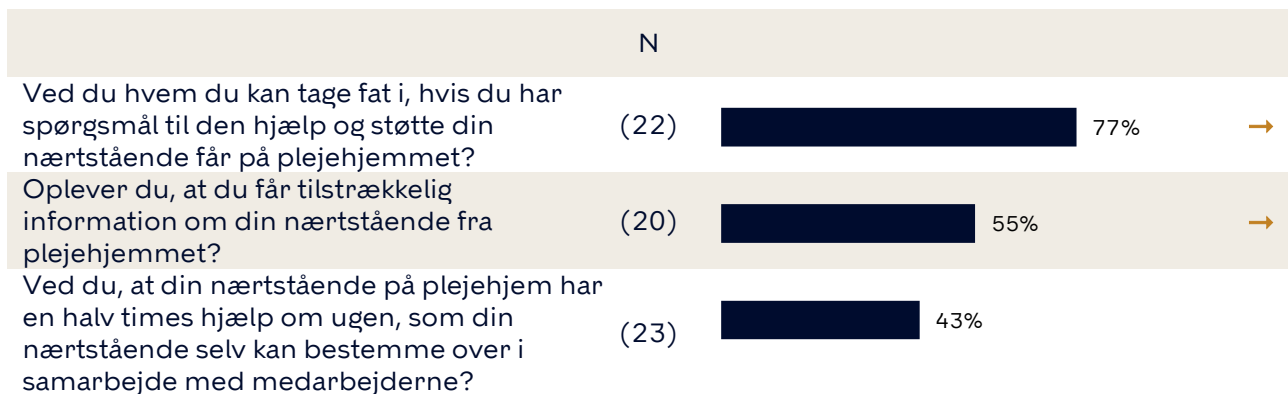 N
Ved du hvem du kan tage fat i, hvis du har
spørgsmål til den hjælp og støtte din
nærtstående får på plejehjemmet?
(22)
77%
→
Oplever du, at du får tilstrækkelig
information om din nærtstående fra
plejehjemmet?
(20)
55%
→
Ved du, at din nærtstående på plejehjem har
en halv times hjælp om ugen, som din
nærtstående selv kan bestemme over i
samarbejde med medarbejderne?
(23)
43%